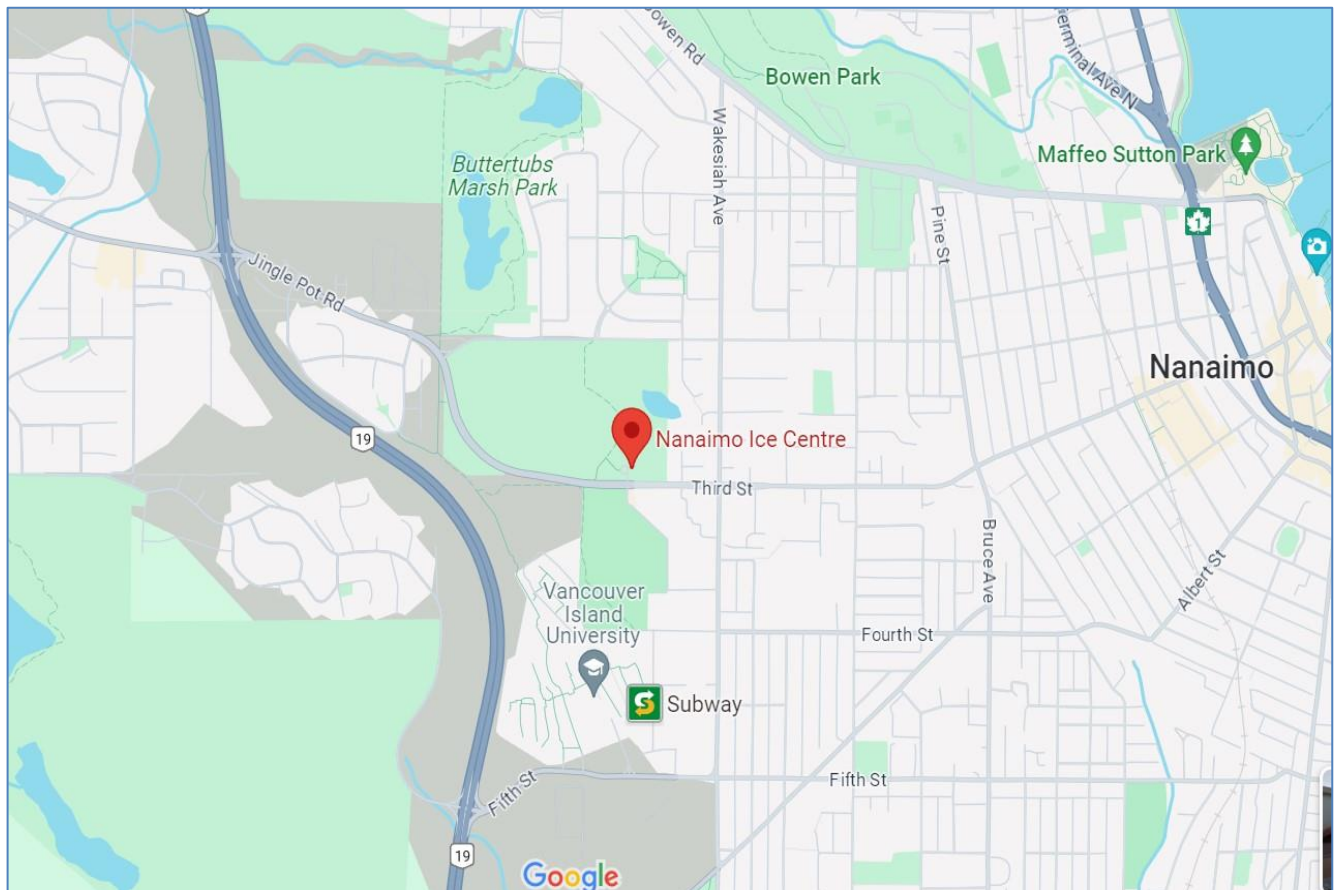 Bowen Rd
Bowen Park
Terminal Ave N
Wakesiah Ave
Maffeo Sutton Park
Buttertubs
Marsh Park
Pine St
1
Jingle Pot Rd
Nanaimo
19
Nanaimo Ice Centre
Third St
Bruce Ave
Albert St
Vancouver
Island
University
Fourth St
Subway
Fifth St
Fifth St
19
Google